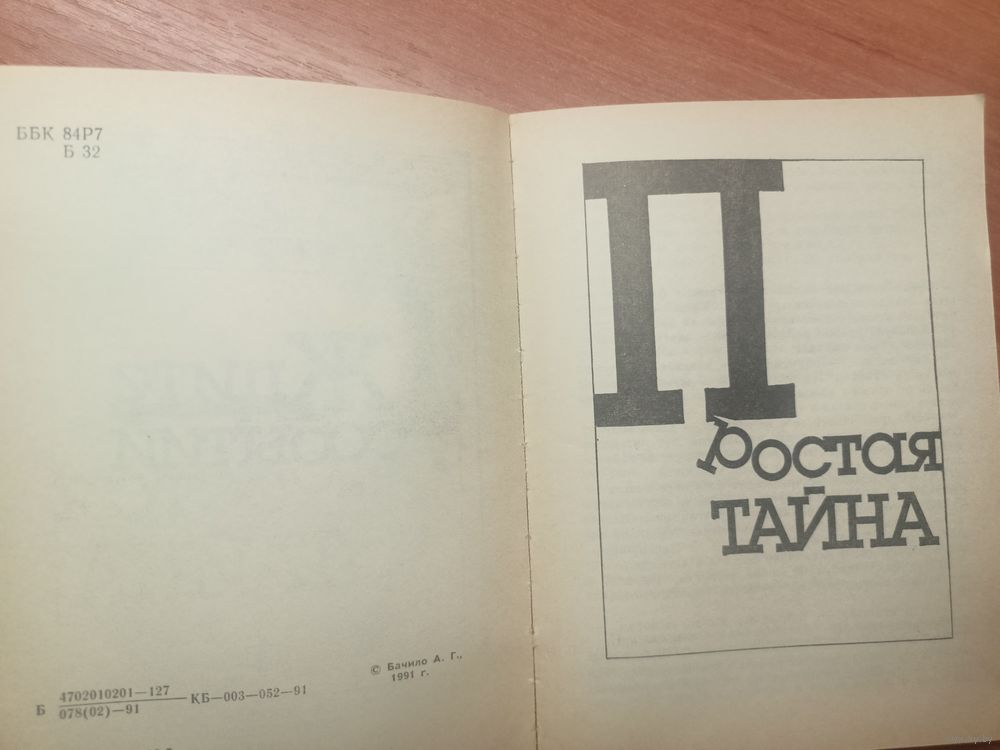 ББК 84Р7
Б 32
© Бачило А. Г.,
1991 г.
Б 4702010201—127 КБ—003—052—91
078(02)—91
Простая
ТАЙНА